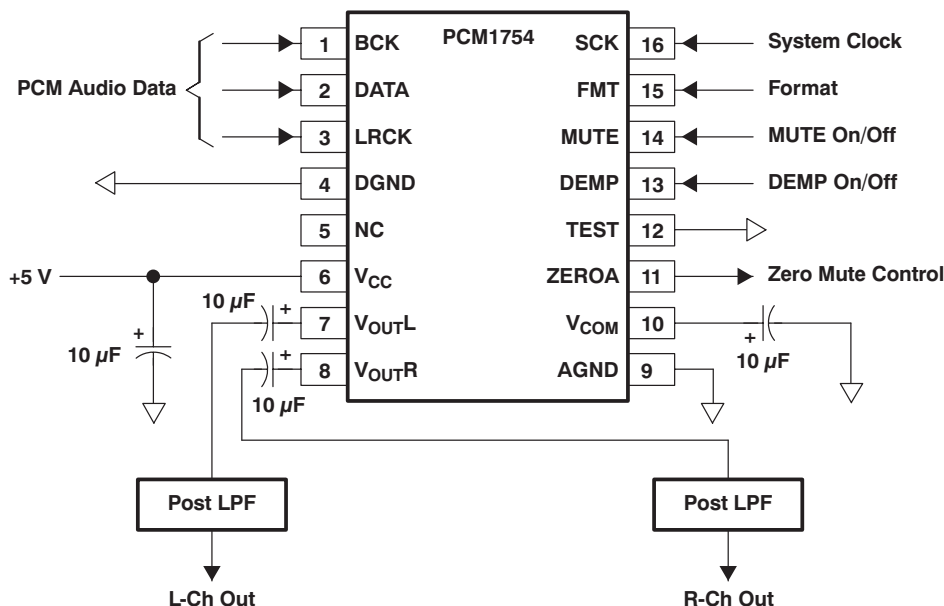 PCM1754
1 BCK SCK 16 System Clock
PCM Audio Data 2 DATA FMT 15 Format
3 LRCK MUTE 14 MUTE On/Off
4 DGND DEMP 13 DEMP On/Off
5 NC TEST 12
+5 V 6 VCC ZEROA 11 Zero Mute Control
10 µF + 7 VOUTL VCOM 10
+ 10 µF + 8 VOUTR AGND 9 + 10 µF
10 µF
Post LPF Post LPF
L-Ch Out R-Ch Out